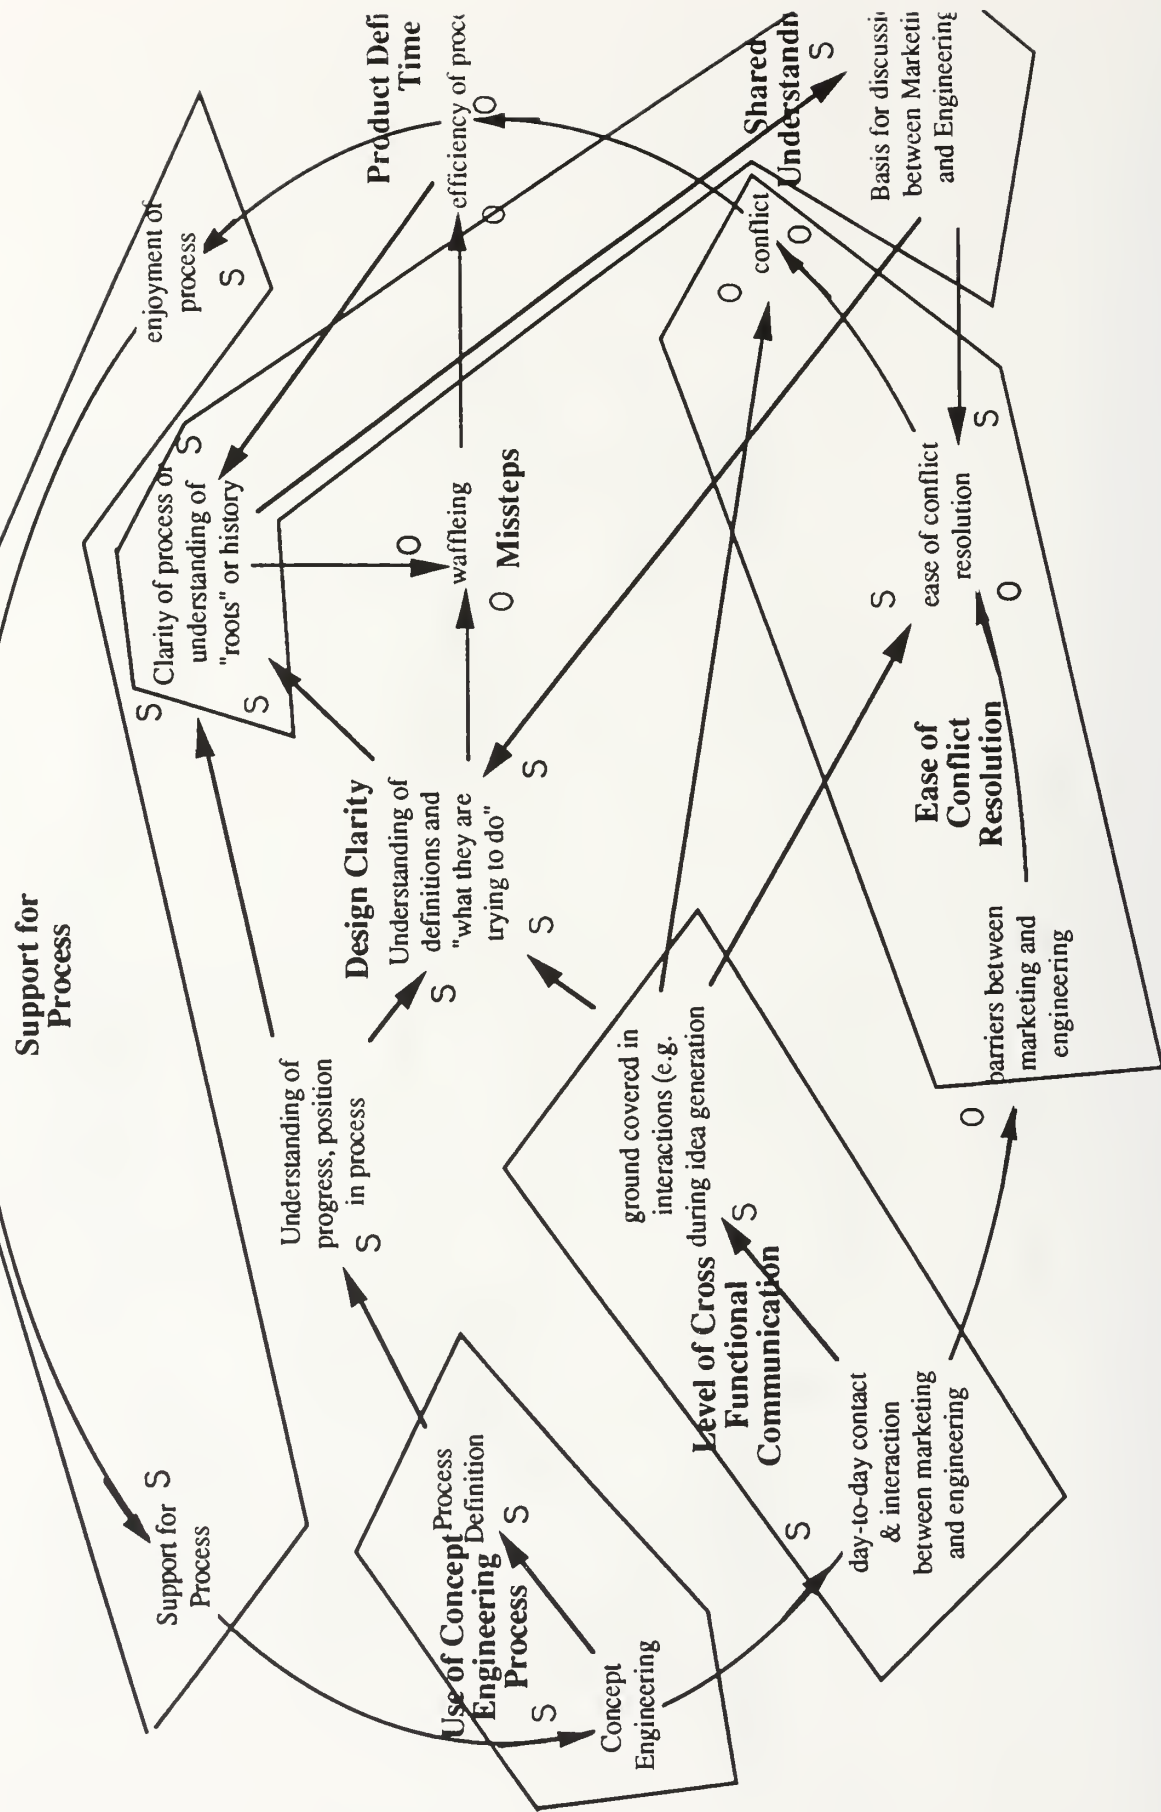 Support for
Process
enjoyment of
process
S
Product Defi
Time
efficiency of proc
O
O
Shared
Understandn
S
Basis for discussi
between Marketi
and Engineering
S
Clarity of process or
understanding of
"roots" or history
S
S
O
waffleing
O
Missteps
O
conflict
O
Design Clarity
Understanding of
definitions and
"what they are
trying to do"
S
S
S
S
ease of conflict
resolution
S
O
Ease of
Conflict
Resolution
Understanding of
progress, position
in process
S
ground covered in
interactions (e.g.
during idea generation
S
barriers between
marketing and
engineering
O
Level of Cross
Functional
Communication
Support for
Process
S
Process
Definition
S
Use of Concept
Engineering
Process
S
Concept
Engineering
day-to-day contact
& interaction
between marketing
and engineering
S